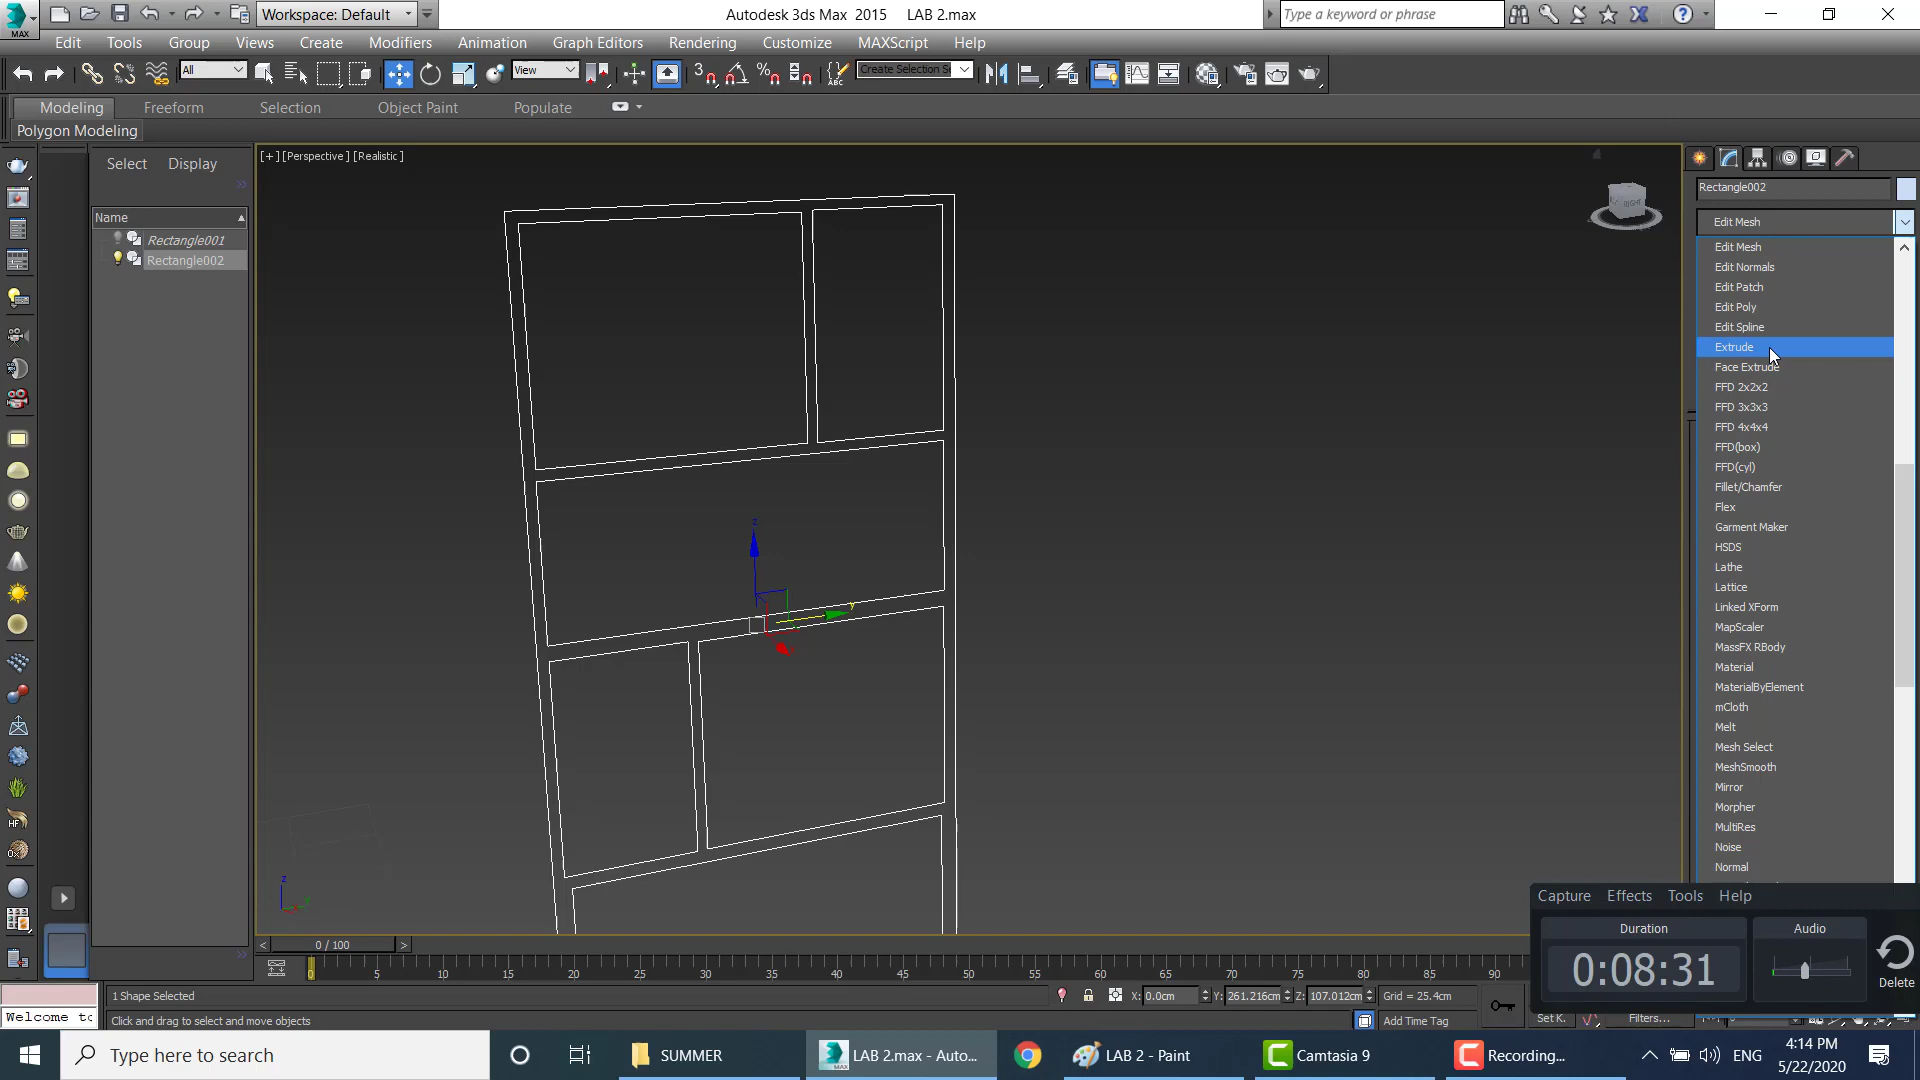 Workspace: Default
Autodesk 3ds Max 2015 LAB 2.max
Type a keyword or phrase
MAX
Edit Tools Group Views Create Modifiers Animation Graph Editors Rendering Customize MAXScript Help
All
View
Create Selection Se
Modeling Freeform Selection Object Paint Populate
Polygon Modeling
Select Display
Name
Rectangle001
Rectangle002
[+] [Perspective] [Realistic]
RIGHT
z
y
Rectangle002
Edit Mesh
Edit Mesh
Edit Normals
Edit Patch
Edit Poly
Edit Spline
Extrude
Face Extrude
FFD 2x2x2
FFD 3x3x3
FFD 4x4x4
FFD(box)
FFD(cyl)
Fillet/Chamfer
Flex
Garment Maker
HSDS
Lathe
Lattice
Linked XForm
MapScaler
MassFX RBody
Material
MaterialByElement
mCloth
Melt
Mesh Select
MeshSmooth
Mirror
Morpher
MultiRes
Noise
Normal
Capture Effects Tools Help
Duration
Audio
0:08:31
Delete
0 / 100
0 5 10 15 20 25 30 35 40 45 50 55 60 65 70 75 80 85 90
1 Shape Selected
X: 0.0cm Y: 261.216cm Z: 107.012cm Grid = 25.4cm
Welcome to
Click and drag to select and move objects
Add Time Tag
Set K.
Filters...
Type here to search
SUMMER
LAB 2.max - Auto...
LAB 2 - Paint
Camtasia 9
Recording...
ENG
4:14 PM
5/22/2020